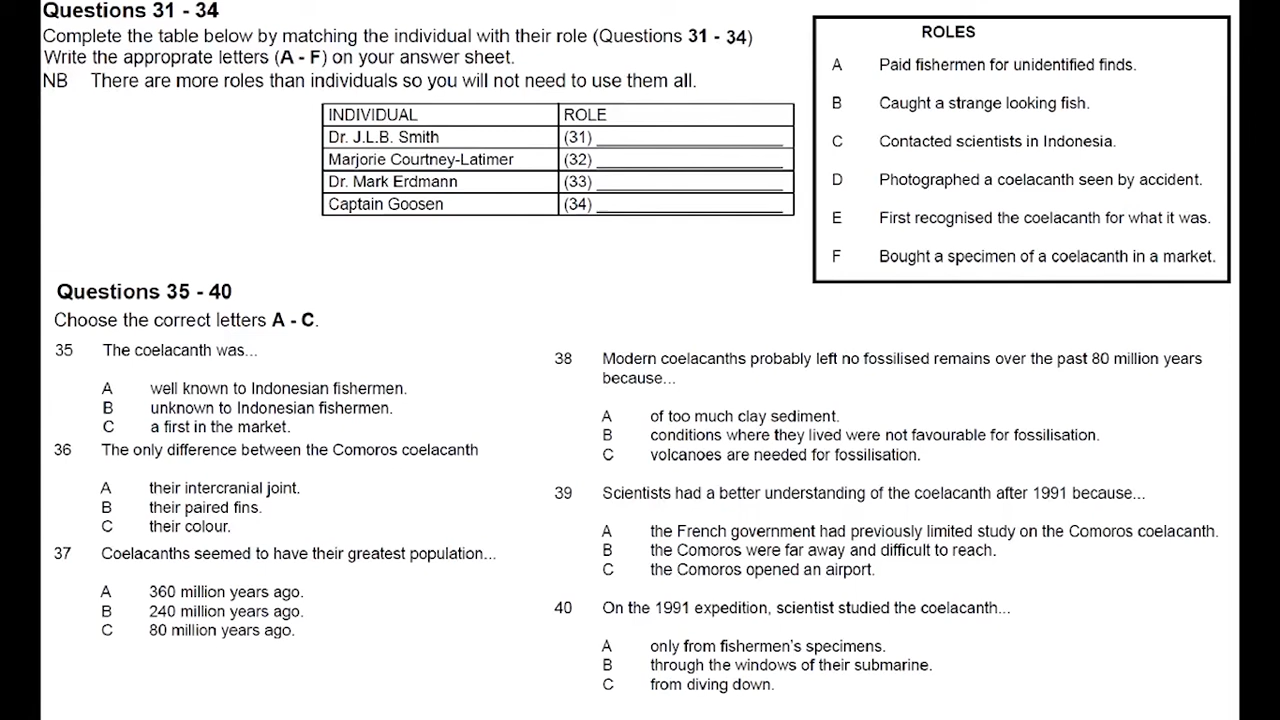 Questions 31 - 34
Complete the table below by matching the individual with their role (Questions 31 - 34)
Write the approprate letters (A - F) on your answer sheet.
NB There are more roles than individuals so you will not need to use them all.
INDIVIDUAL ROLE
Dr. J.L.B. Smith (31) ____________________
Marjorie Courtney-Latimer (32) ____________________
Dr. Mark Erdmann (33) ____________________
Captain Goosen (34) ____________________
ROLES
A Paid fishermen for unidentified finds.
B Caught a strange looking fish.
C Contacted scientists in Indonesia.
D Photographed a coelacanth seen by accident.
E First recognised the coelacanth for what it was.
F Bought a specimen of a coelacanth in a market.
Questions 35 - 40
Choose the correct letters A - C.
35 The coelacanth was...
A well known to Indonesian fishermen.
B unknown to Indonesian fishermen.
C a first in the market.
36 The only difference between the Comoros coelacanth
A their intercranial joint.
B their paired fins.
C their colour.
37 Coelacanths seemed to have their greatest population...
A 360 million years ago.
B 240 million years ago.
C 80 million years ago.
38 Modern coelacanths probably left no fossilised remains over the past 80 million years
because...
A of too much clay sediment.
B conditions where they lived were not favourable for fossilisation.
C volcanoes are needed for fossilisation.
39 Scientists had a better understanding of the coelacanth after 1991 because...
A the French government had previously limited study on the Comoros coelacanth.
B the Comoros were far away and difficult to reach.
C the Comoros opened an airport.
40 On the 1991 expedition, scientist studied the coelacanth...
A only from fishermen's specimens.
B through the windows of their submarine.
C from diving down.